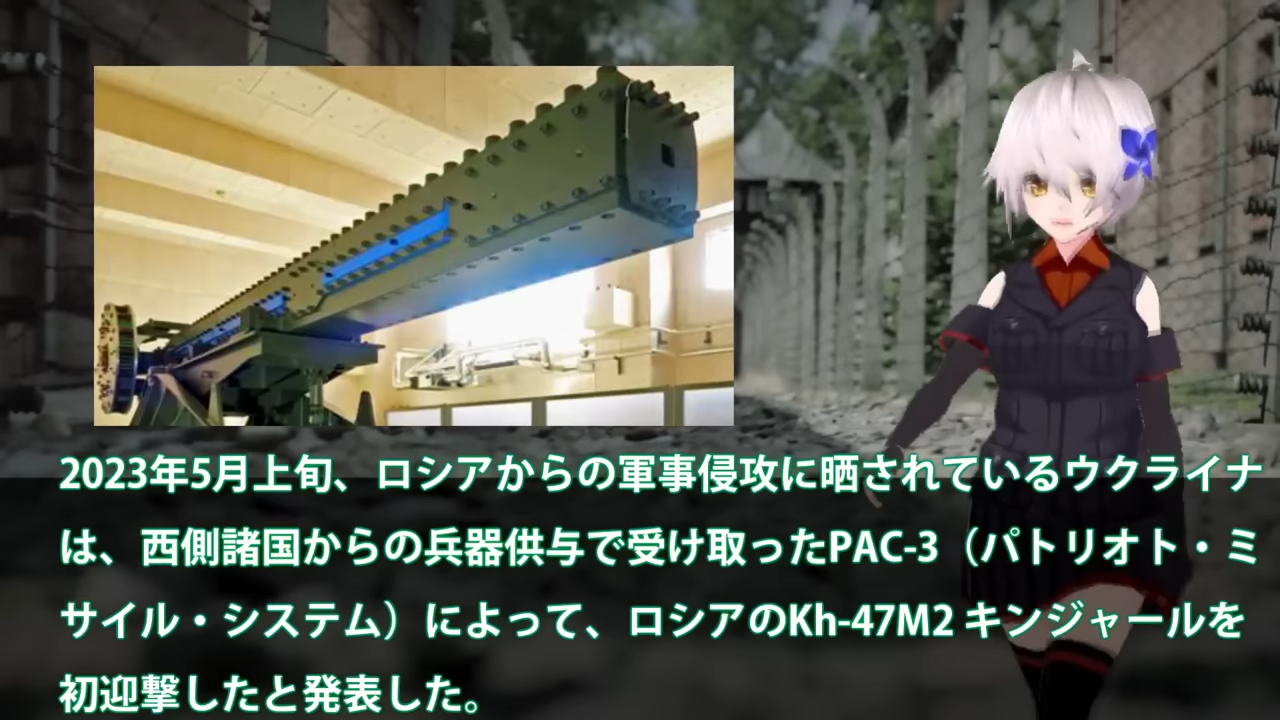 2023年5月上旬、ロシアからの軍事侵攻に晒されているウクライナ
は、西側諸国からの兵器供与で受け取ったPAC-3（パトリオト・ミ
サイル・システム）によって、ロシアのKh-47M2 キンジャールを
初迎撃したと発表した。